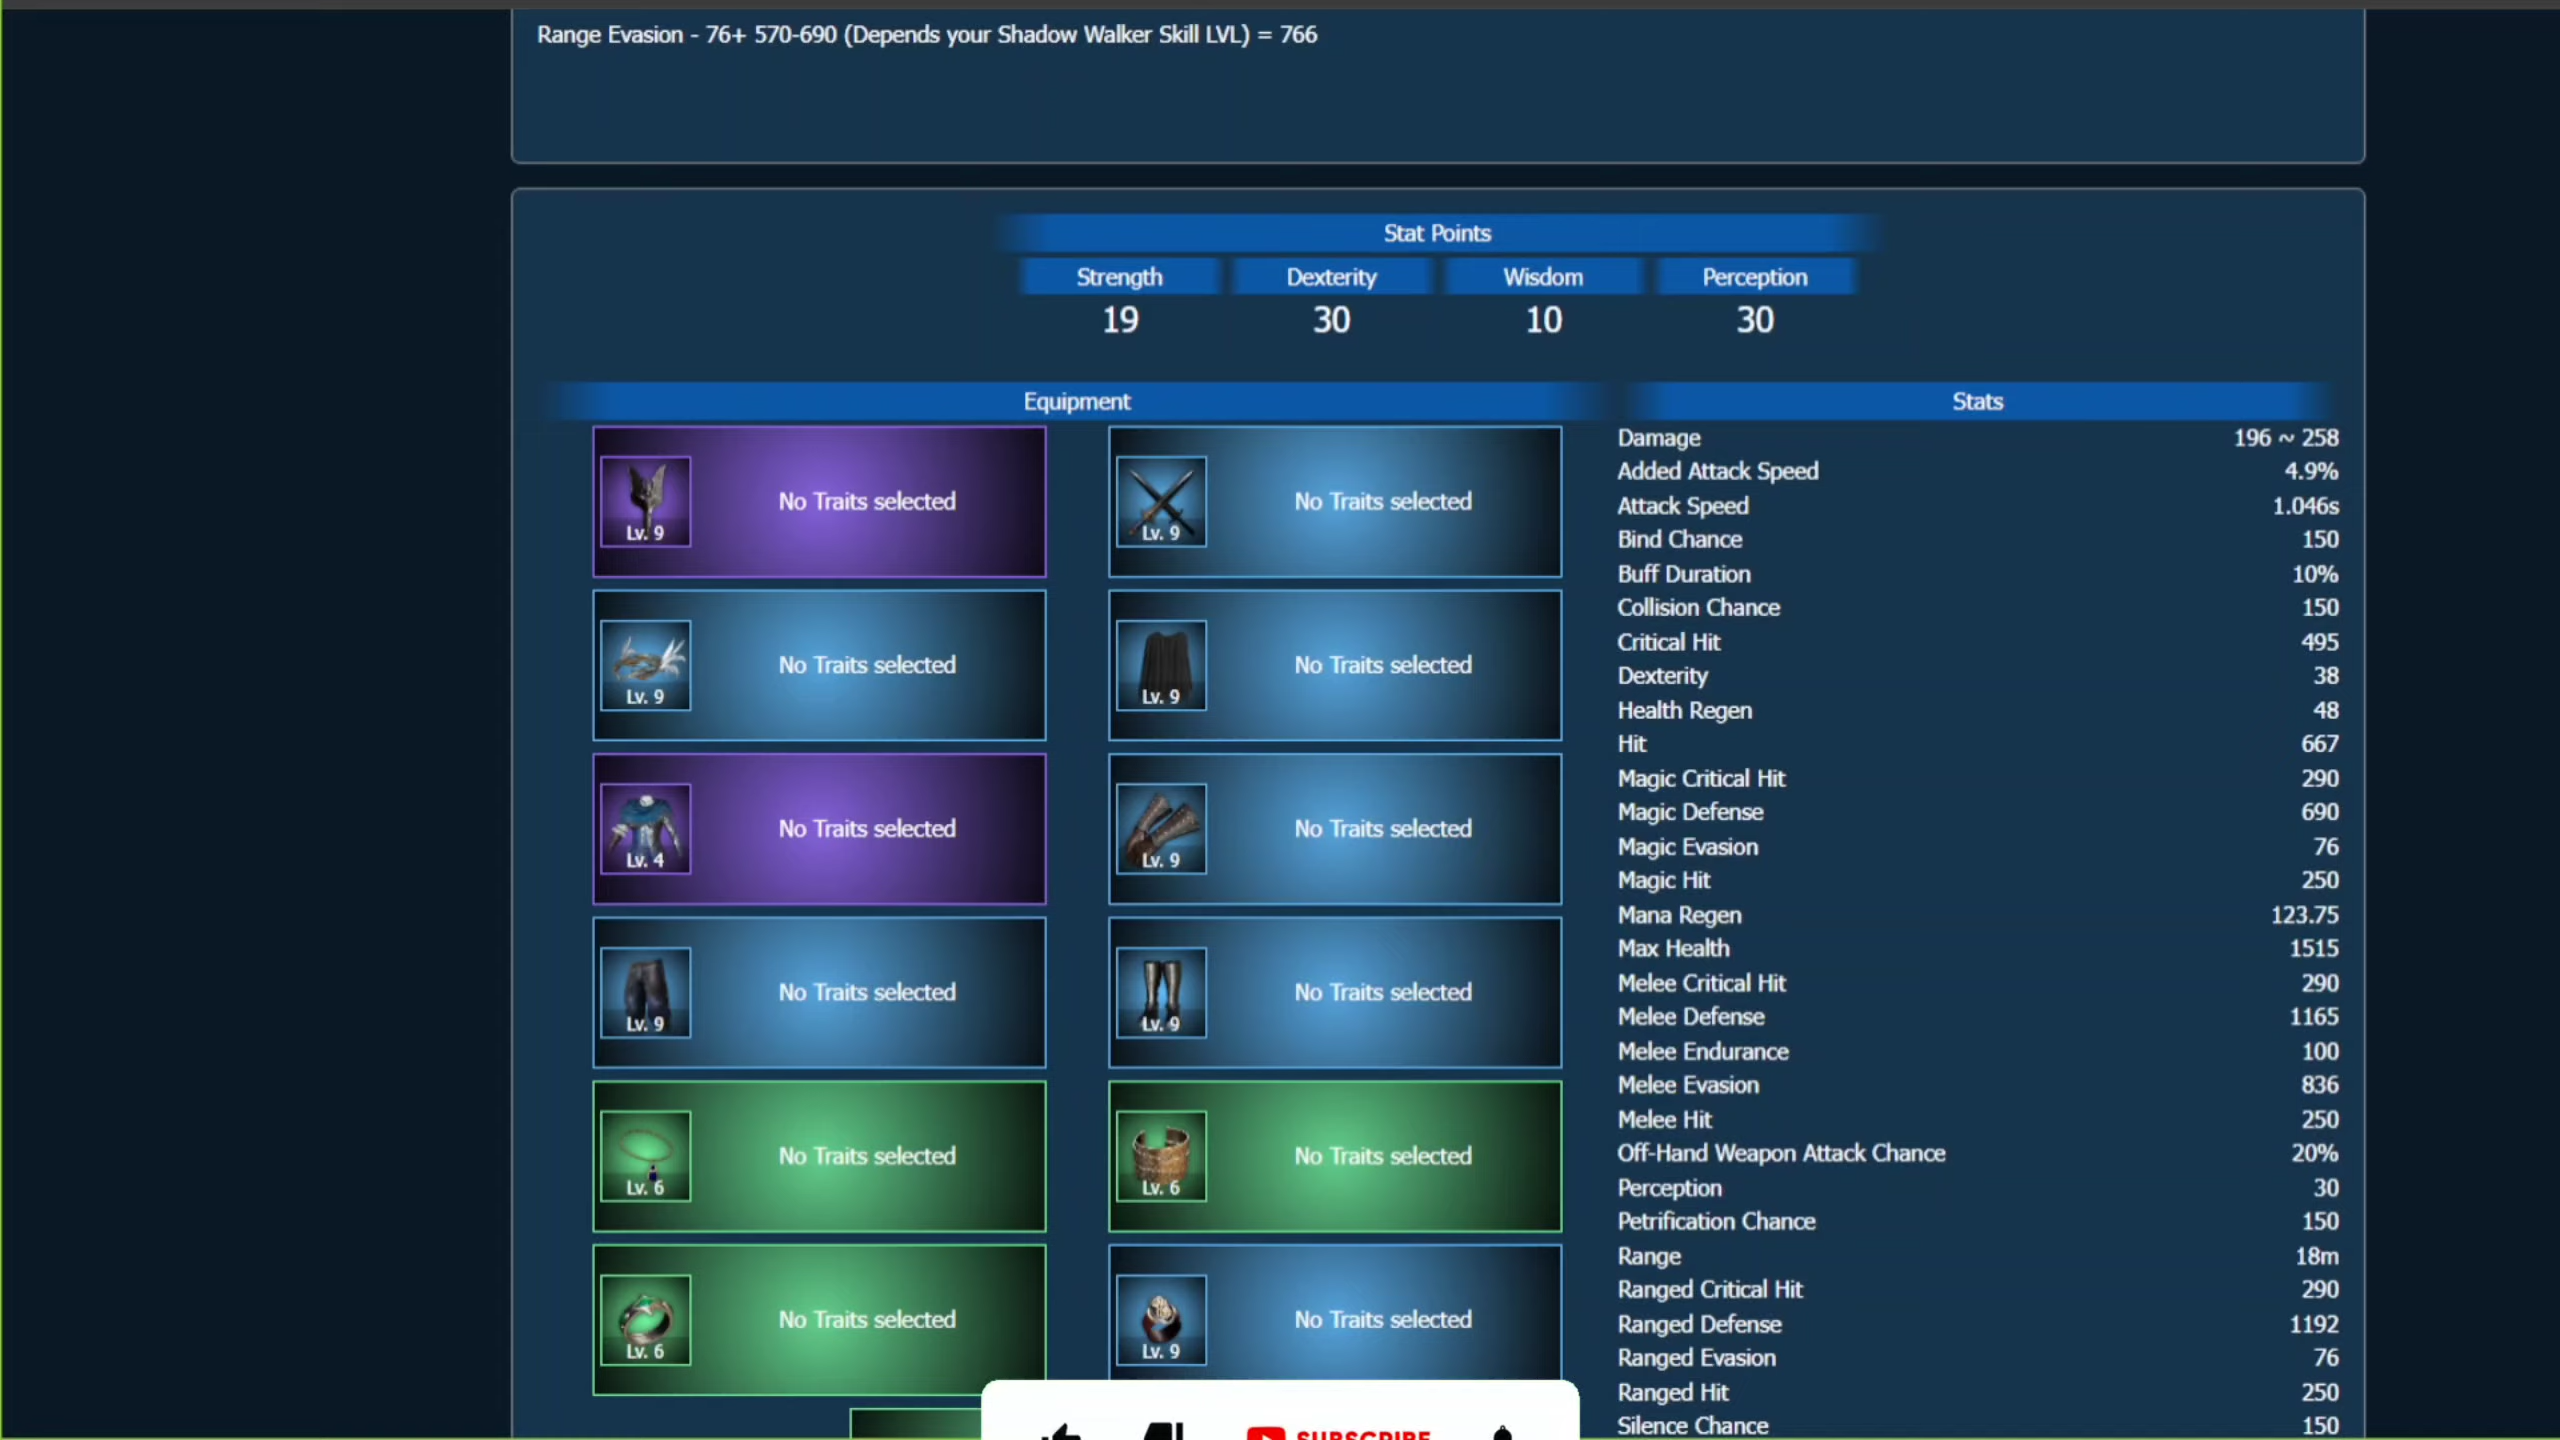 Range Evasion - 76+ 570-690 (Depends your Shadow Walker Skill LVL) = 766
Stat Points
Strength Dexterity Wisdom Perception
19 30 10 30
Equipment
Lv. 9 No Traits selected
Lv. 9 No Traits selected
Lv. 9 No Traits selected
Lv. 9 No Traits selected
Lv. 4 No Traits selected
Lv. 9 No Traits selected
Lv. 9 No Traits selected
Lv. 9 No Traits selected
Lv. 6 No Traits selected
Lv. 6 No Traits selected
Lv. 6 No Traits selected
Lv. 9 No Traits selected
Stats
Damage 196 ~ 258
Added Attack Speed 4.9%
Attack Speed 1.046s
Bind Chance 150
Buff Duration 10%
Collision Chance 150
Critical Hit 495
Dexterity 38
Health Regen 48
Hit 667
Magic Critical Hit 290
Magic Defense 690
Magic Evasion 76
Magic Hit 250
Mana Regen 123.75
Max Health 1515
Melee Critical Hit 290
Melee Defense 1165
Melee Endurance 100
Melee Evasion 836
Melee Hit 250
Off-Hand Weapon Attack Chance 20%
Perception 30
Petrification Chance 150
Range 18m
Ranged Critical Hit 290
Ranged Defense 1192
Ranged Evasion 76
Ranged Hit 250
Silence Chance 150
SUBSCRIBE